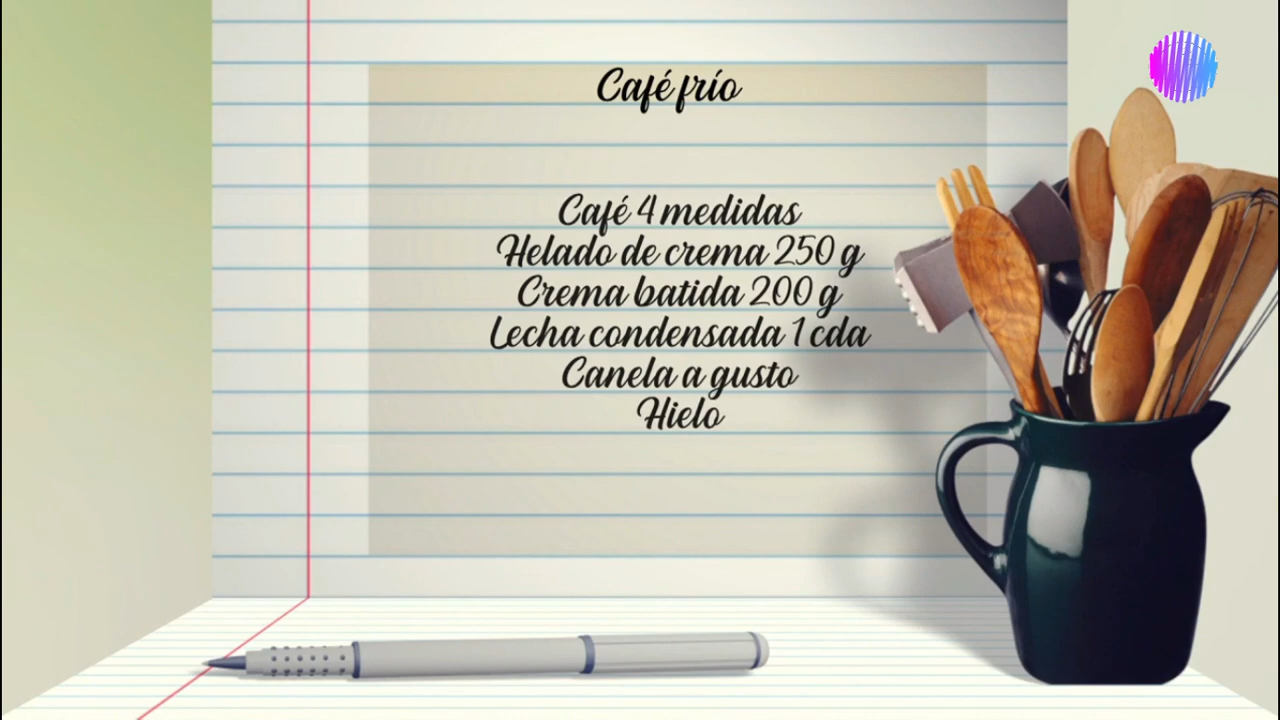 Café frío
Café 4 medidas
Helado de crema 250 g
Crema batida 200 g
Lecha condensada 1 cda
Canela a gusto
Hielo